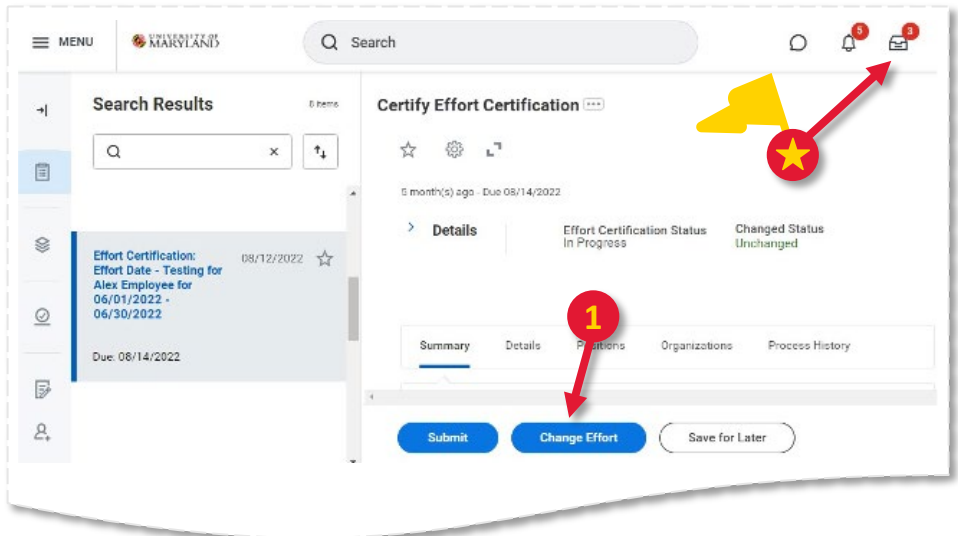 MENU
UNIVERSITY OF
MARYLAND
Search
5
3
Search Results
8 items
Certify Effort Certification
5 month(s) ago - Due 08/14/2022
Details
Effort Certification Status
In Progress
Changed Status
Unchanged
Effort Certification:
Effort Date - Testing for
Alex Employee for
06/01/2022 -
06/30/2022
08/12/2022
Due: 08/14/2022
1
Summary
Details
Positions
Organizations
Process History
Submit
Change Effort
Save for Later